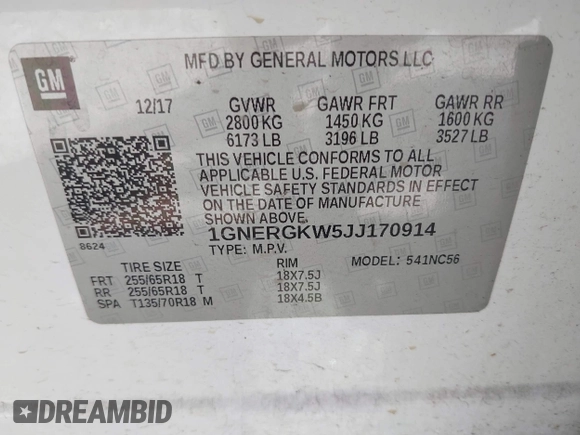 GM
MFD BY GENERAL MOTORS LLC
12/17 GVWR GAWR FRT GAWR RR
2800 KG 1450 KG 1600 KG
6173 LB 3196 LB 3527 LB
THIS VEHICLE CONFORMS TO ALL
APPLICABLE U.S. FEDERAL MOTOR
VEHICLE SAFETY STANDARDS IN EFFECT
ON THE DATE OF MANUFACTURE
SHOWN ABOVE.
8624
1GNERGKW5JJ170914
TYPE: M.P.V. MODEL: 541NC56
TIRE SIZE RIM
FRT 255/65R18 T 18X7.5J
RR 255/65R18 T 18X7.5J
SPA T135/70R18 M 18X4.5B
DREAMBID